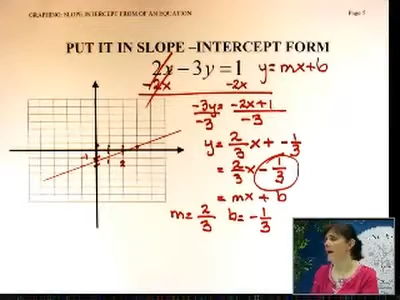 GRAPHING: SLOPE, INTERCEPT FROM OF AN EQUATION Page 5
PUT IT IN SLOPE –INTERCEPT FORM
2x − 3y = 1 y = mx + b
-2x -2x
-3y = -2x+1
-3 -3
y = 2/3 x + -1/3
= 2/3 x - 1/3
= mx + b
m = 2/3 b = -1/3